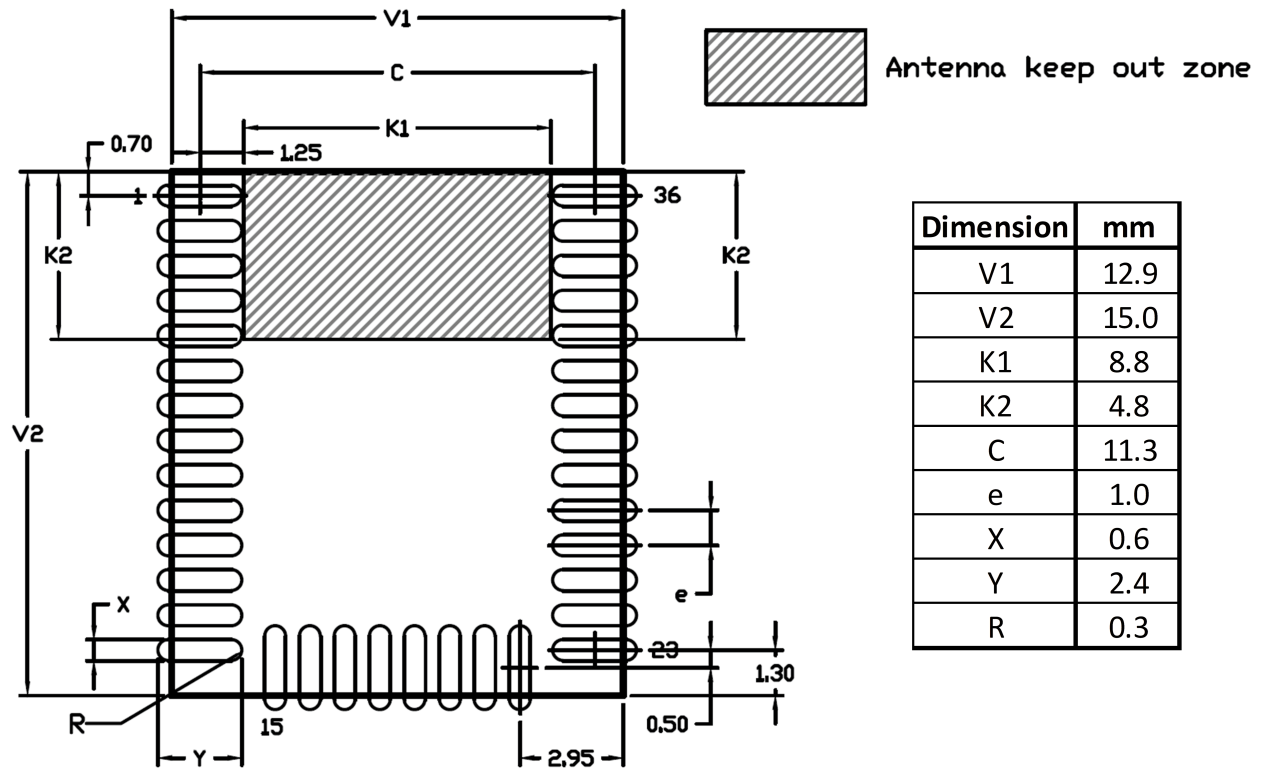 V1
C
Antenna keep out zone
K1
0.70
1.25
1
36
K2
K2
V2
e
X
23
1.30
R
15
0.50
Y
2.95
Dimension mm
V1 12.9
V2 15.0
K1 8.8
K2 4.8
C 11.3
e 1.0
X 0.6
Y 2.4
R 0.3